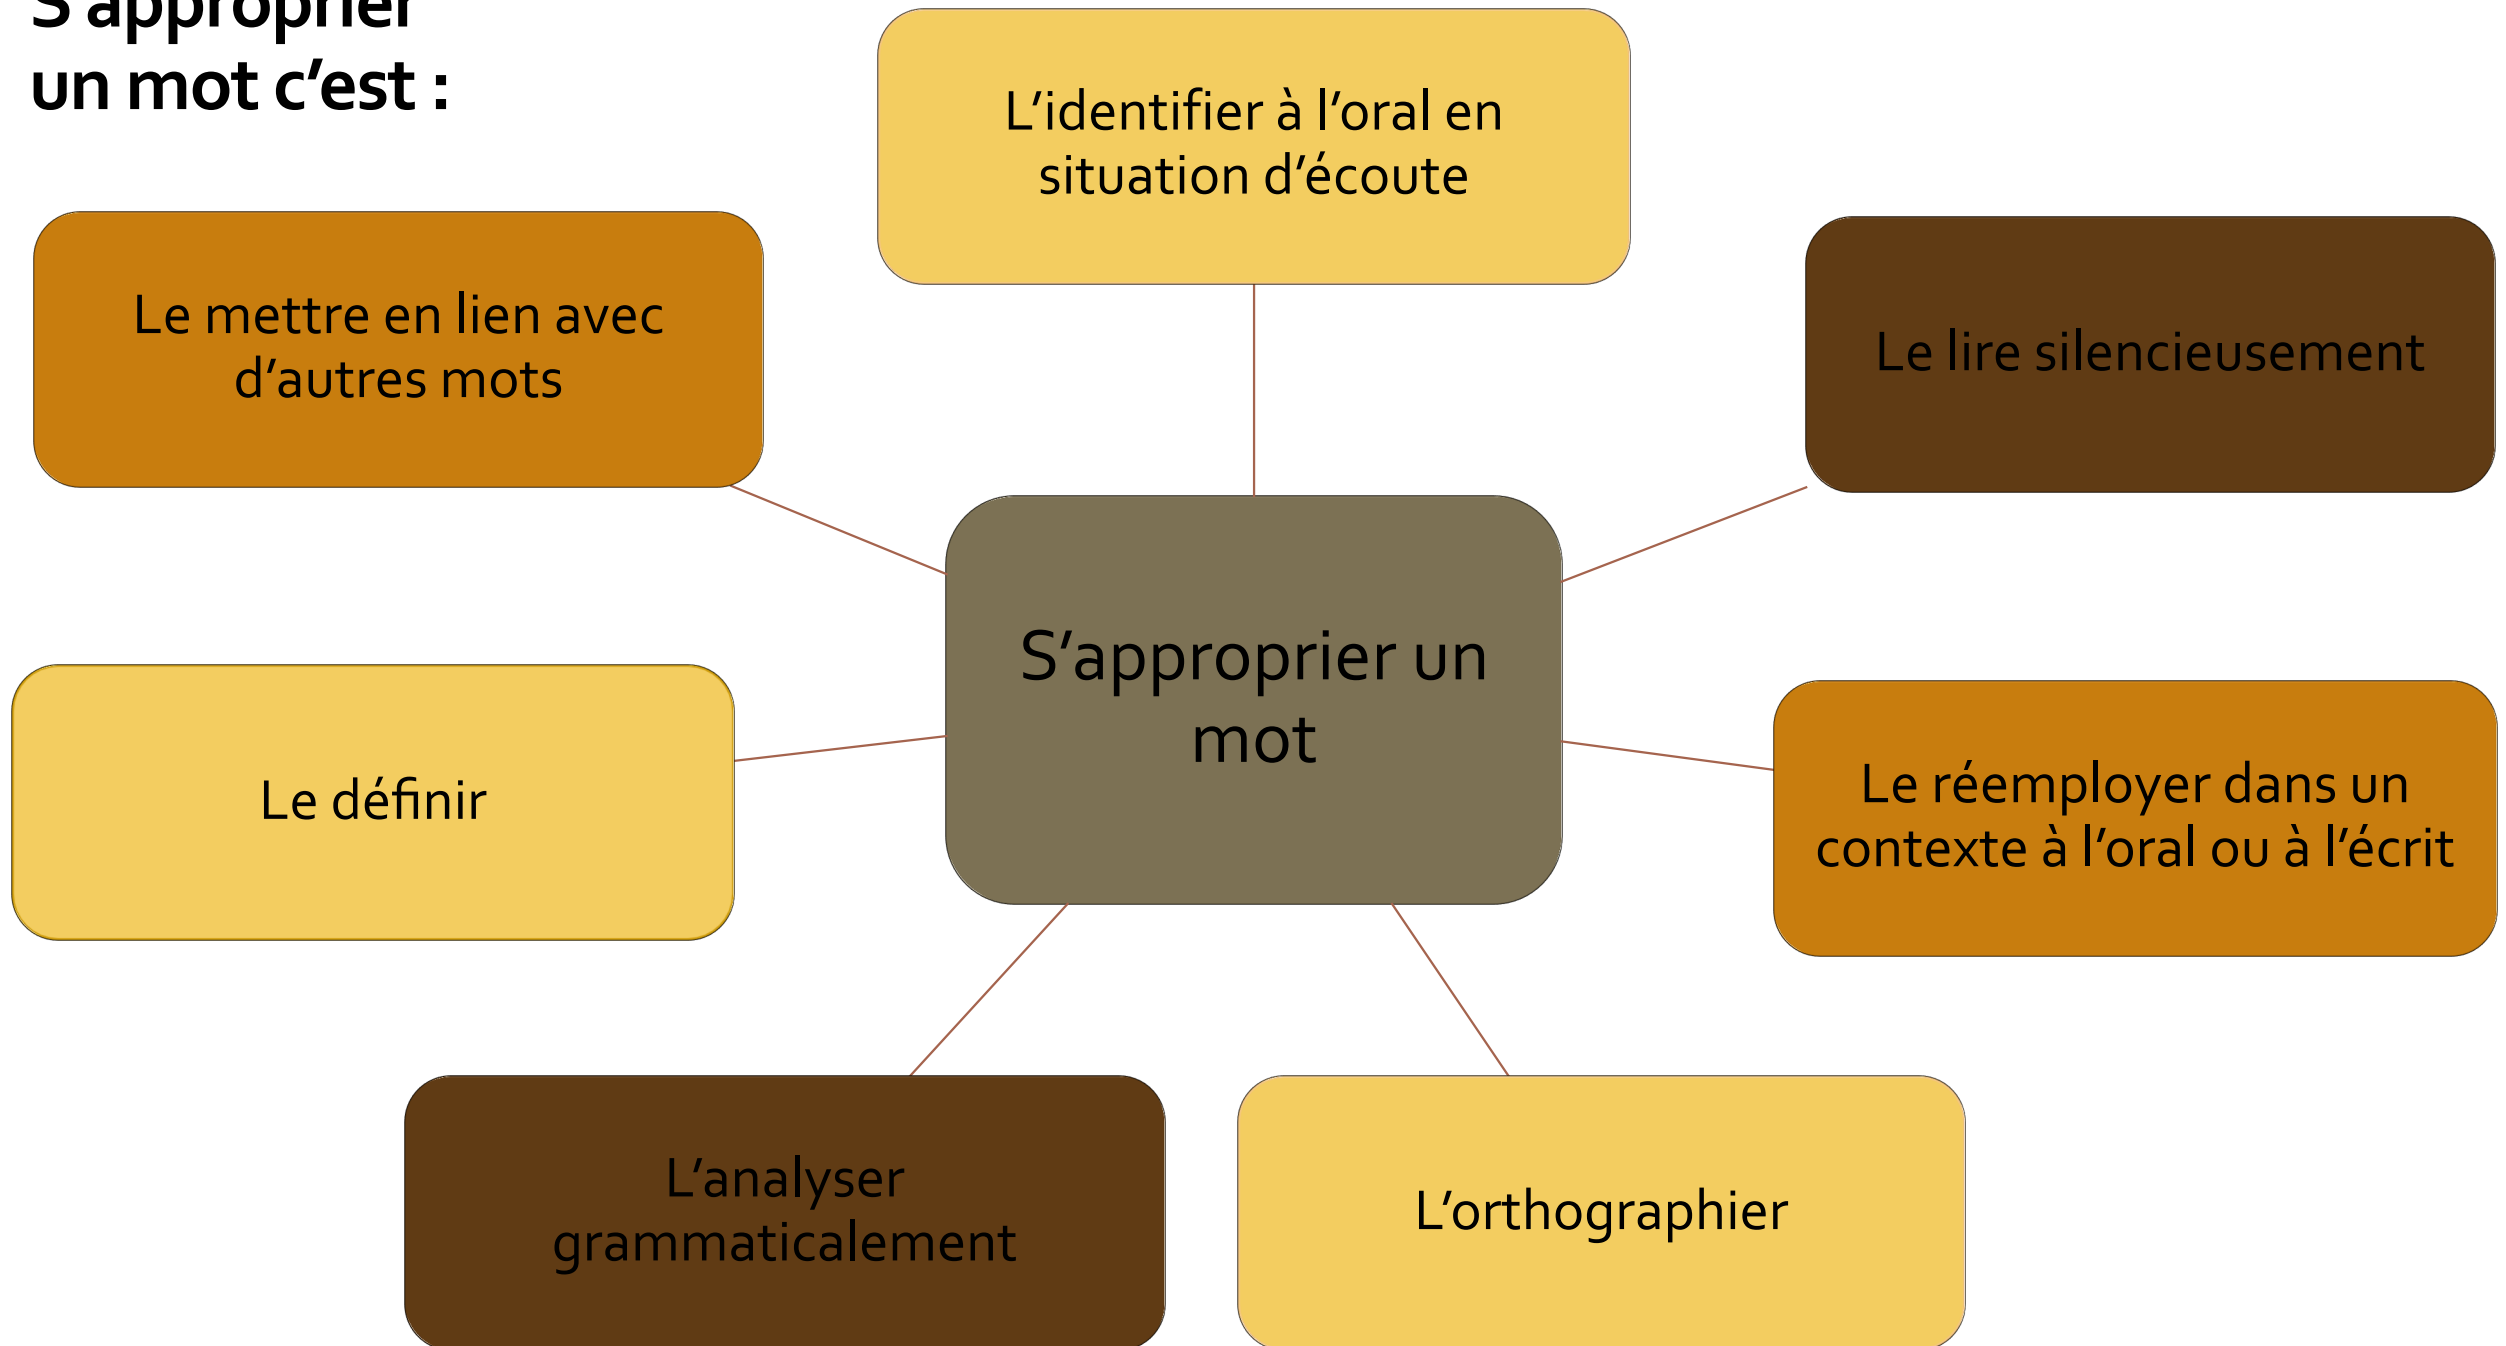 S’approprier
un mot c’est :
L’identifier à l’oral en
situation d’écoute
Le mettre en lien avec
d’autres mots
Le lire silencieusement
S’approprier un
mot
Le définir
Le réemployer dans un
contexte à l’oral ou à l’écrit
L’analyser
grammaticalement
L’orthographier